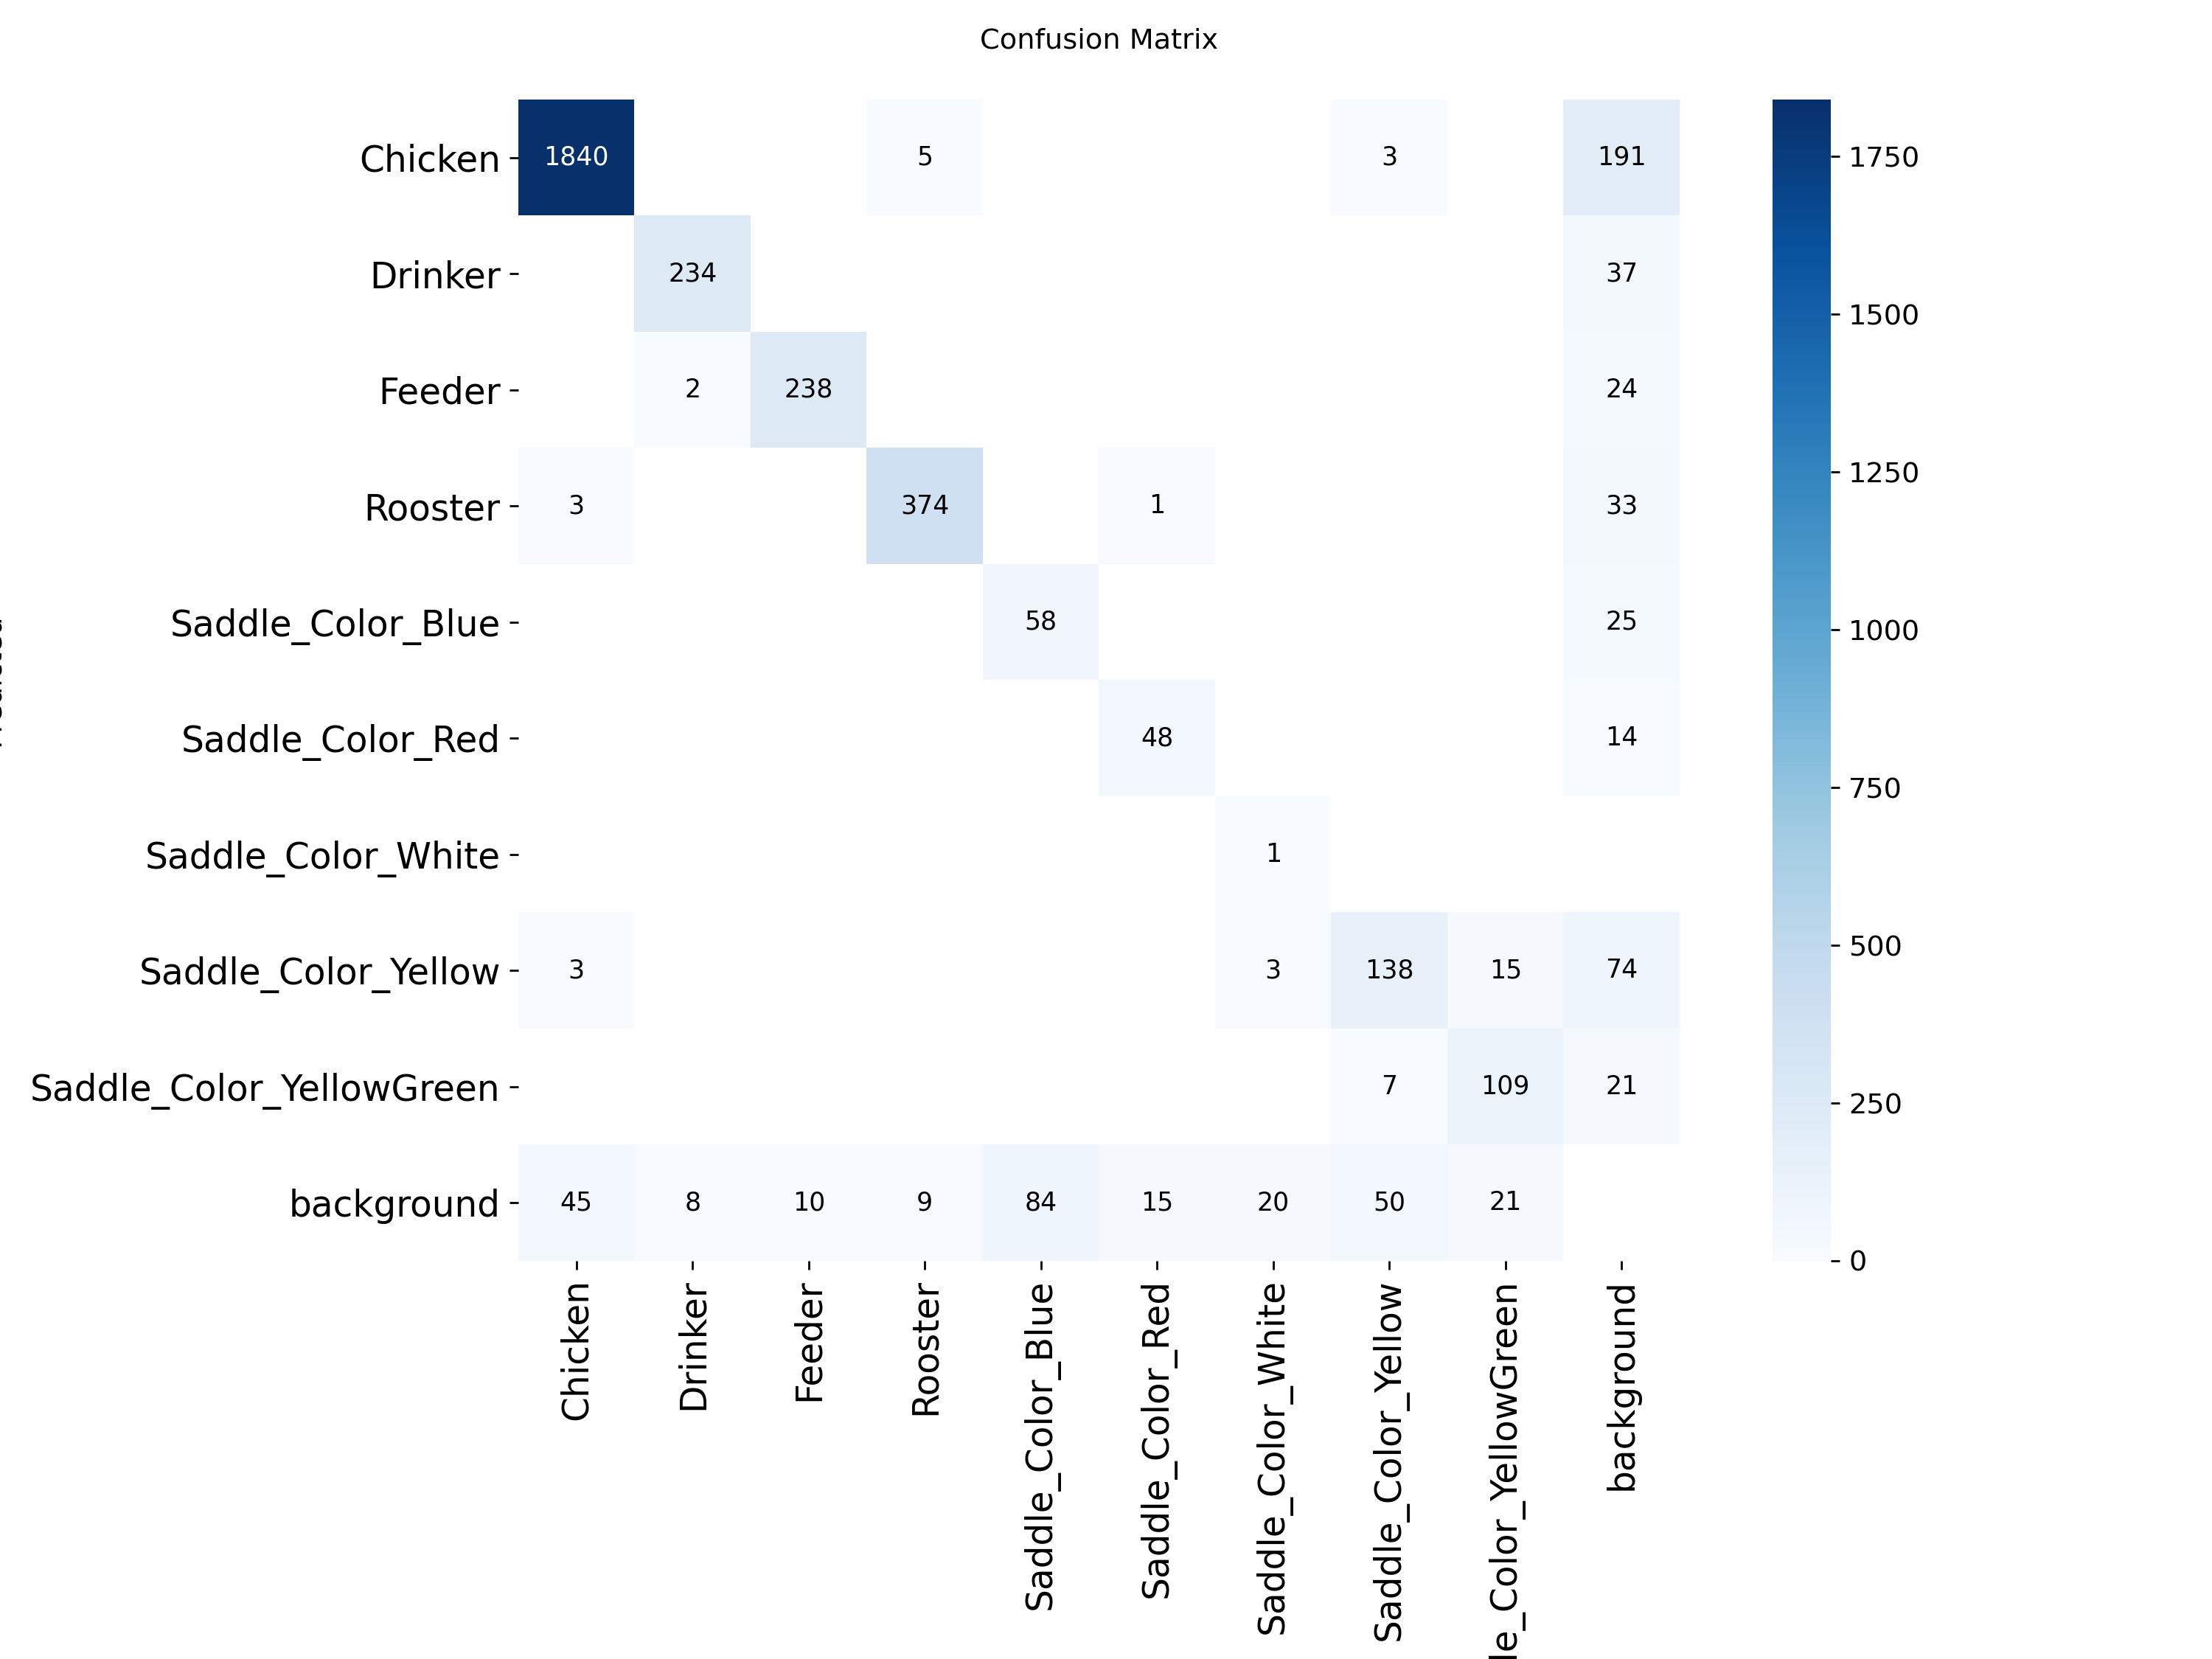 Confusion Matrix
Chicken 1840 5 3 191
Drinker 234 37
Feeder 2 238 24
Rooster 3 374 1 33
Saddle_Color_Blue 58 25
Saddle_Color_Red 48 14
Saddle_Color_White 1
Saddle_Color_Yellow 3 3 138 15 74
Saddle_Color_YellowGreen 7 109 21
background 45 8 10 9 84 15 20 50 21
Chicken
Drinker
Feeder
Rooster
Saddle_Color_Blue
Saddle_Color_Red
Saddle_Color_White
Saddle_Color_Yellow
le_Color_YellowGreen
background
1750
1500
1250
1000
750
500
250
0